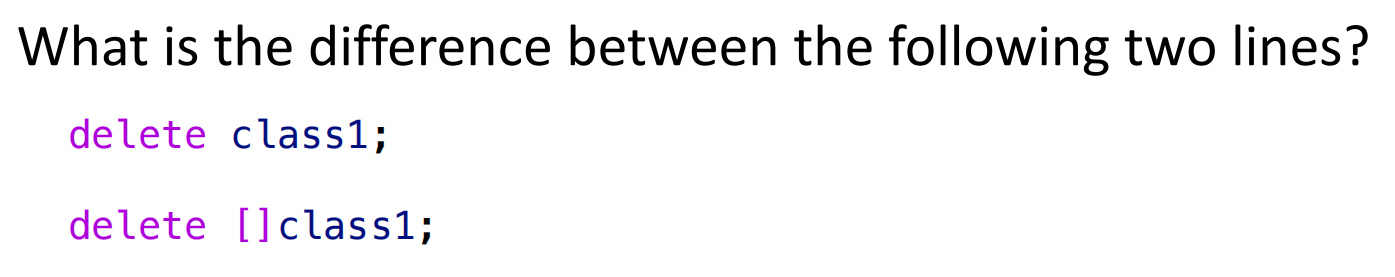 What is the difference between the following two lines?
delete class1;
delete []class1;